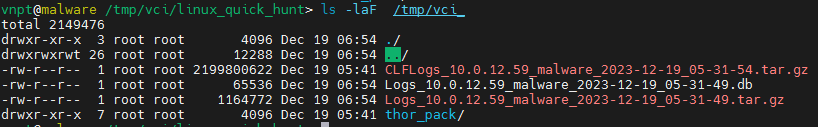 vnpt@malware /tmp/vci/linux_quick_hunt> ls -laF  /tmp/vci_
total 2149476
drwxr-xr-x  3 root root       4096 Dec 19 06:54 ./
drwxrwxrwt 26 root root      12288 Dec 19 06:54 ../
-rw-r--r--  1 root root 2199800622 Dec 19 05:41 CLFLogs_10.0.12.59_malware_2023-12-19_05-31-54.tar.gz
-rw-r--r--  1 root root      65536 Dec 19 06:54 Logs_10.0.12.59_malware_2023-12-19_05-31-49.db
-rw-r--r--  1 root root    1164772 Dec 19 06:54 Logs_10.0.12.59_malware_2023-12-19_05-31-49.tar.gz
drwxr-xr-x  7 root root       4096 Dec 19 05:41 thor_pack/